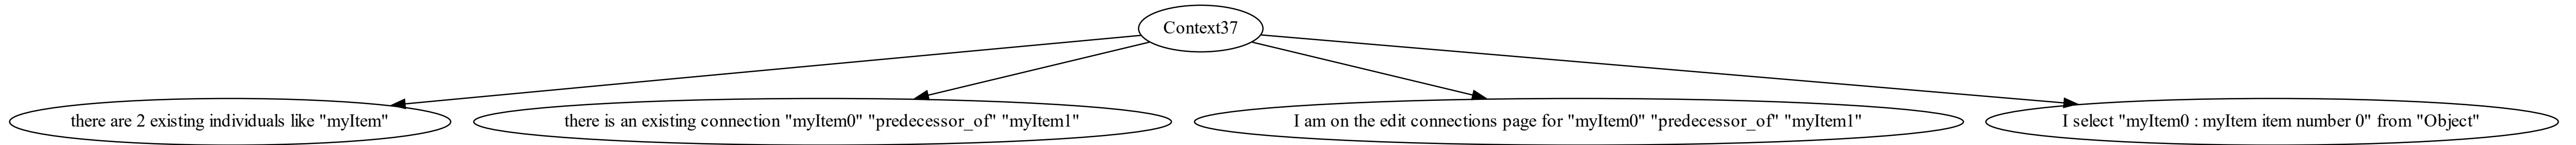 Context37
there are 2 existing individuals like "myItem"
there is an existing connection "myItem0" "predecessor_of" "myItem1"
I am on the edit connections page for "myItem0" "predecessor_of" "myItem1"
I select "myItem0 : myItem item number 0" from "Object"